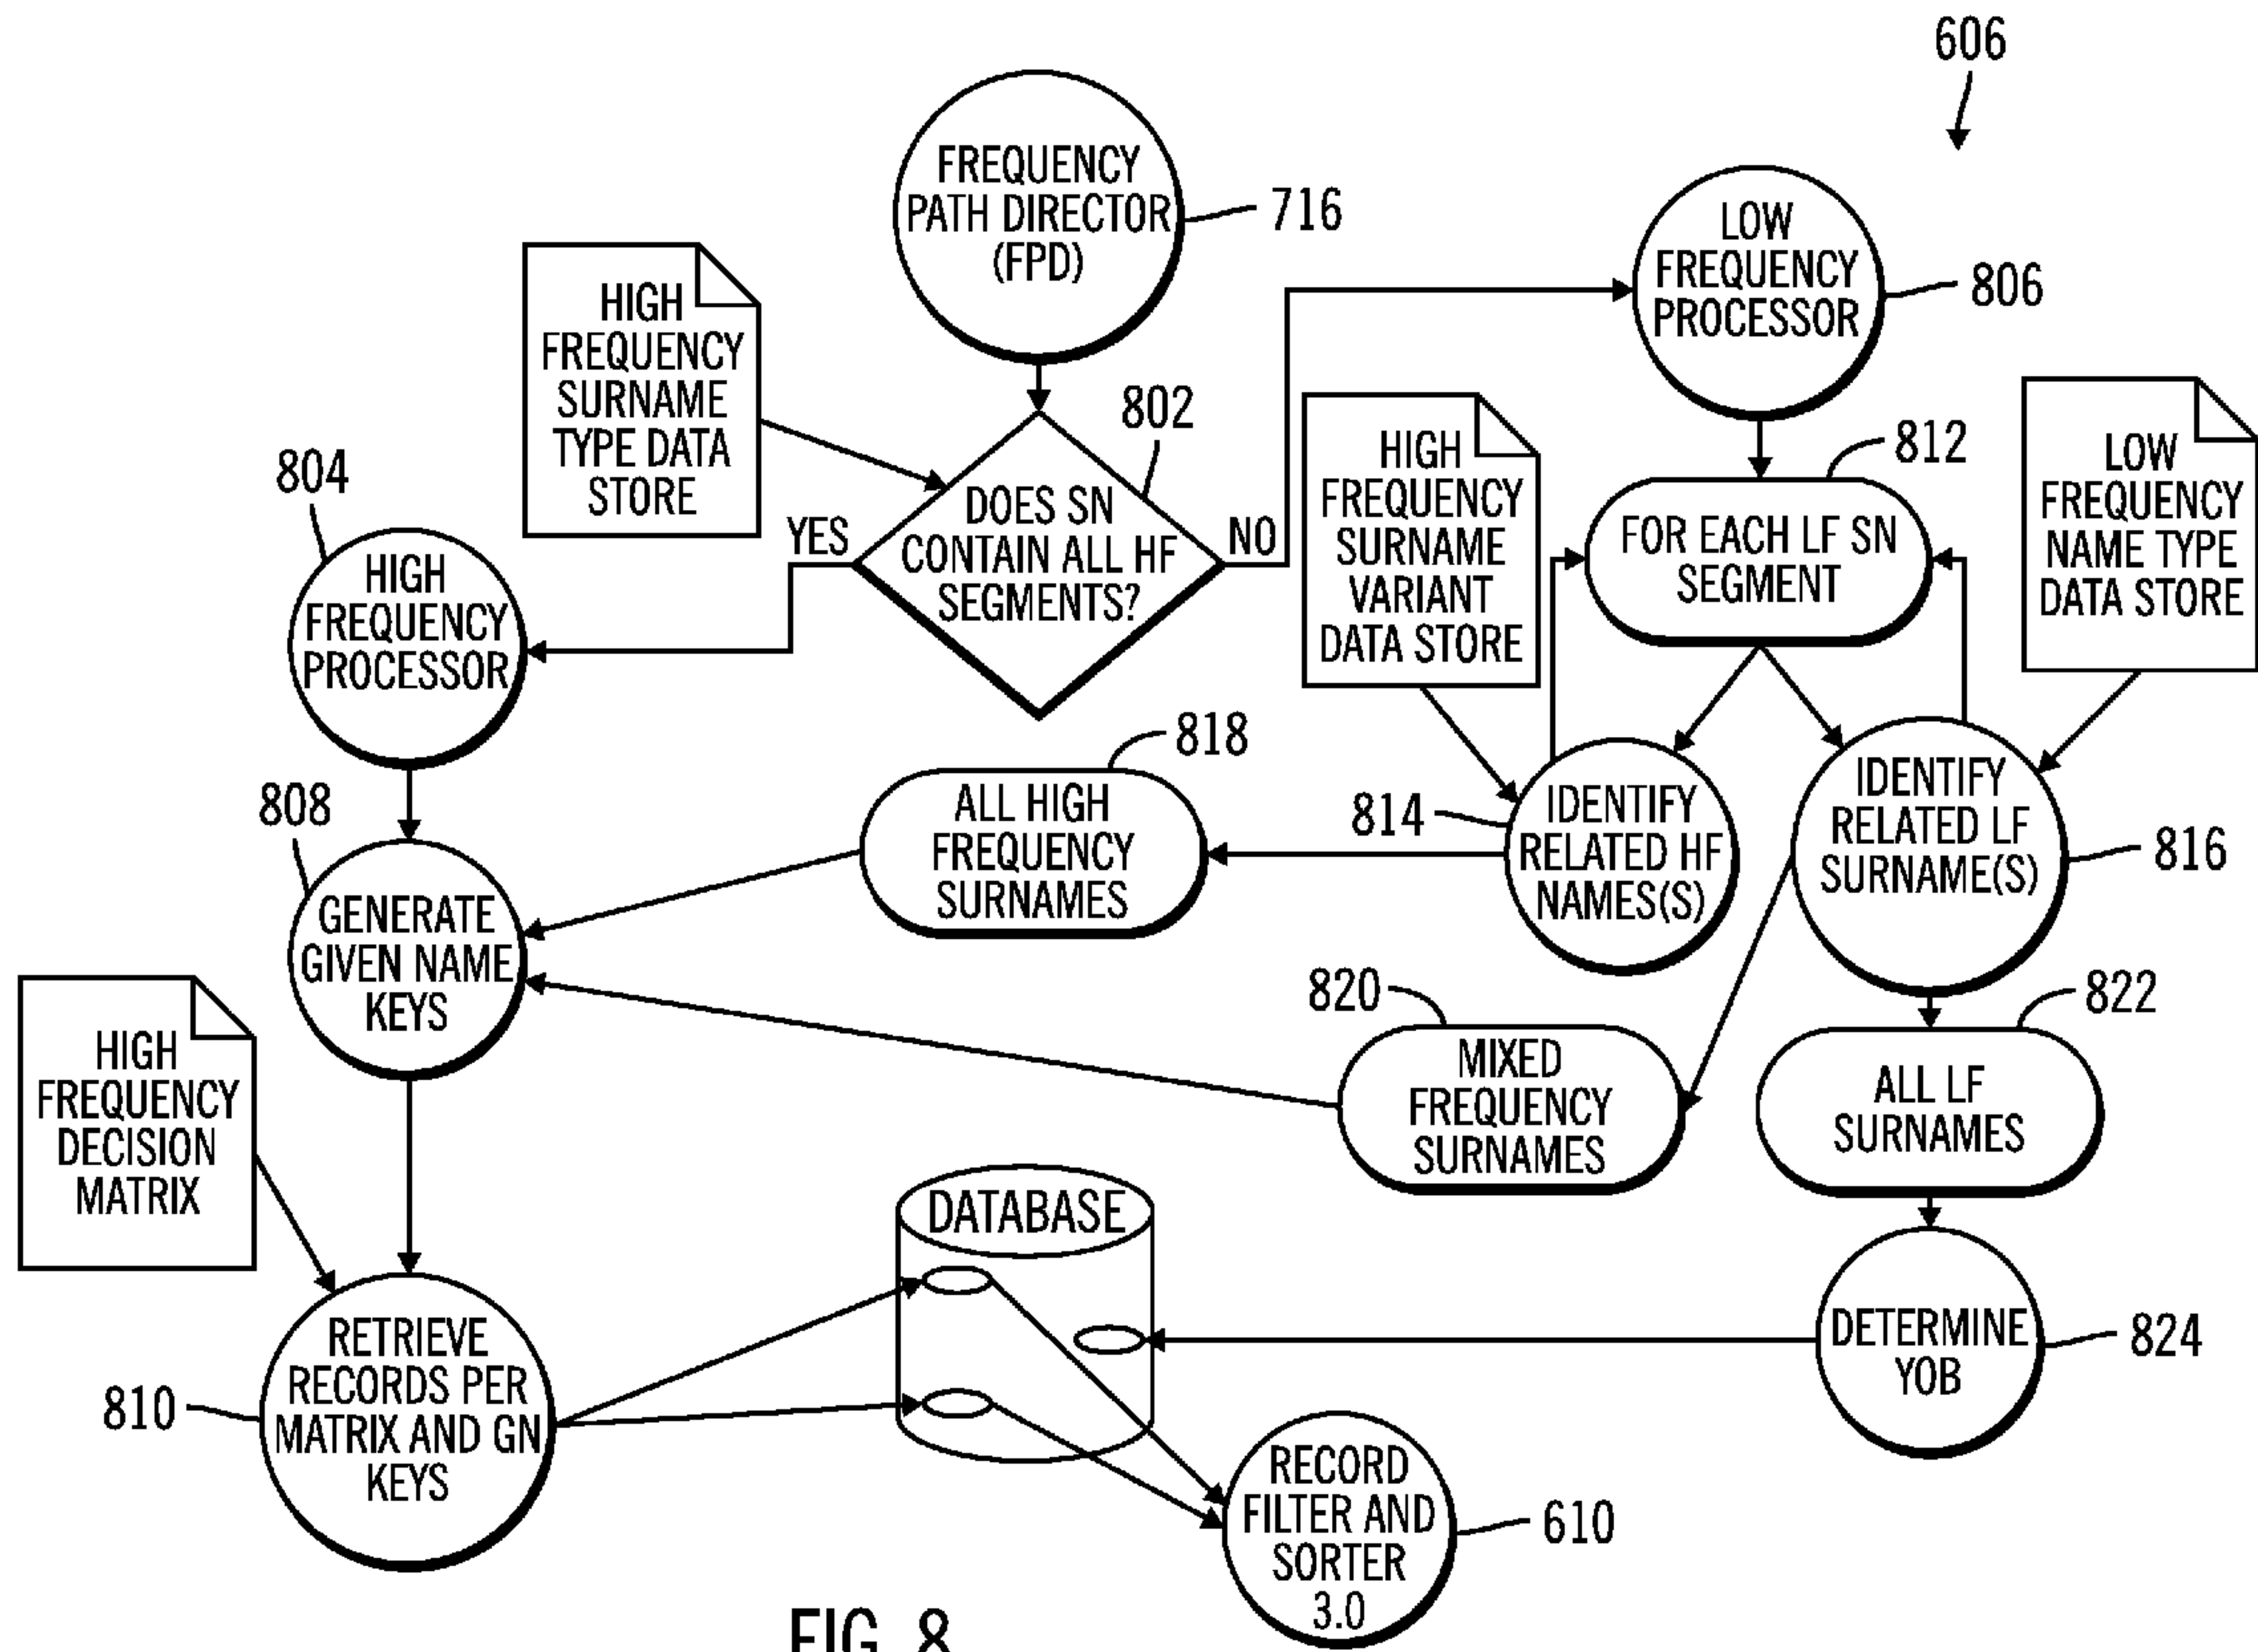 606
FREQUENCY
PATH DIRECTOR
(FPD)
716
LOW
FREQUENCY
PROCESSOR
806
HIGH
FREQUENCY
SURNAME
TYPE DATA
STORE
802
DOES SN
CONTAIN ALL HF
SEGMENTS?
YES
NO
HIGH
FREQUENCY
SURNAME
VARIANT
DATA STORE
812
FOR EACH LF SN
SEGMENT
LOW
FREQUENCY
NAME TYPE
DATA STORE
804
HIGH
FREQUENCY
PROCESSOR
818
ALL HIGH
FREQUENCY
SURNAMES
814
IDENTIFY
RELATED HF
NAMES(S)
IDENTIFY
RELATED LF
SURNAME(S)
816
808
GENERATE
GIVEN NAME
KEYS
820
MIXED
FREQUENCY
SURNAMES
822
ALL LF
SURNAMES
HIGH
FREQUENCY
DECISION
MATRIX
DATABASE
810
RETRIEVE
RECORDS PER
MATRIX AND GN
KEYS
DETERMINE
YOB
824
RECORD
FILTER AND
SORTER
3.0
610
FIG. 8